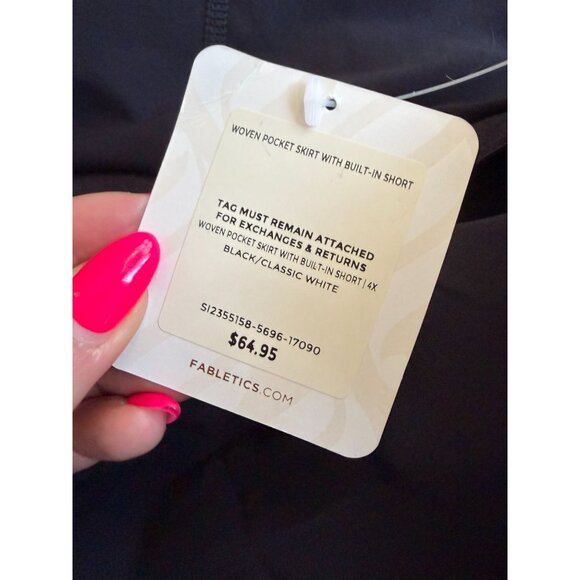 WOVEN POCKET SKIRT WITH BUILT-IN SHORT
TAG MUST REMAIN ATTACHED
FOR EXCHANGES & RETURNS
WOVEN POCKET SKIRT WITH BUILT-IN SHORT | 4X
BLACK/CLASSIC WHITE
SI2355158-5696-17090
$64.95
FABLETICS.COM